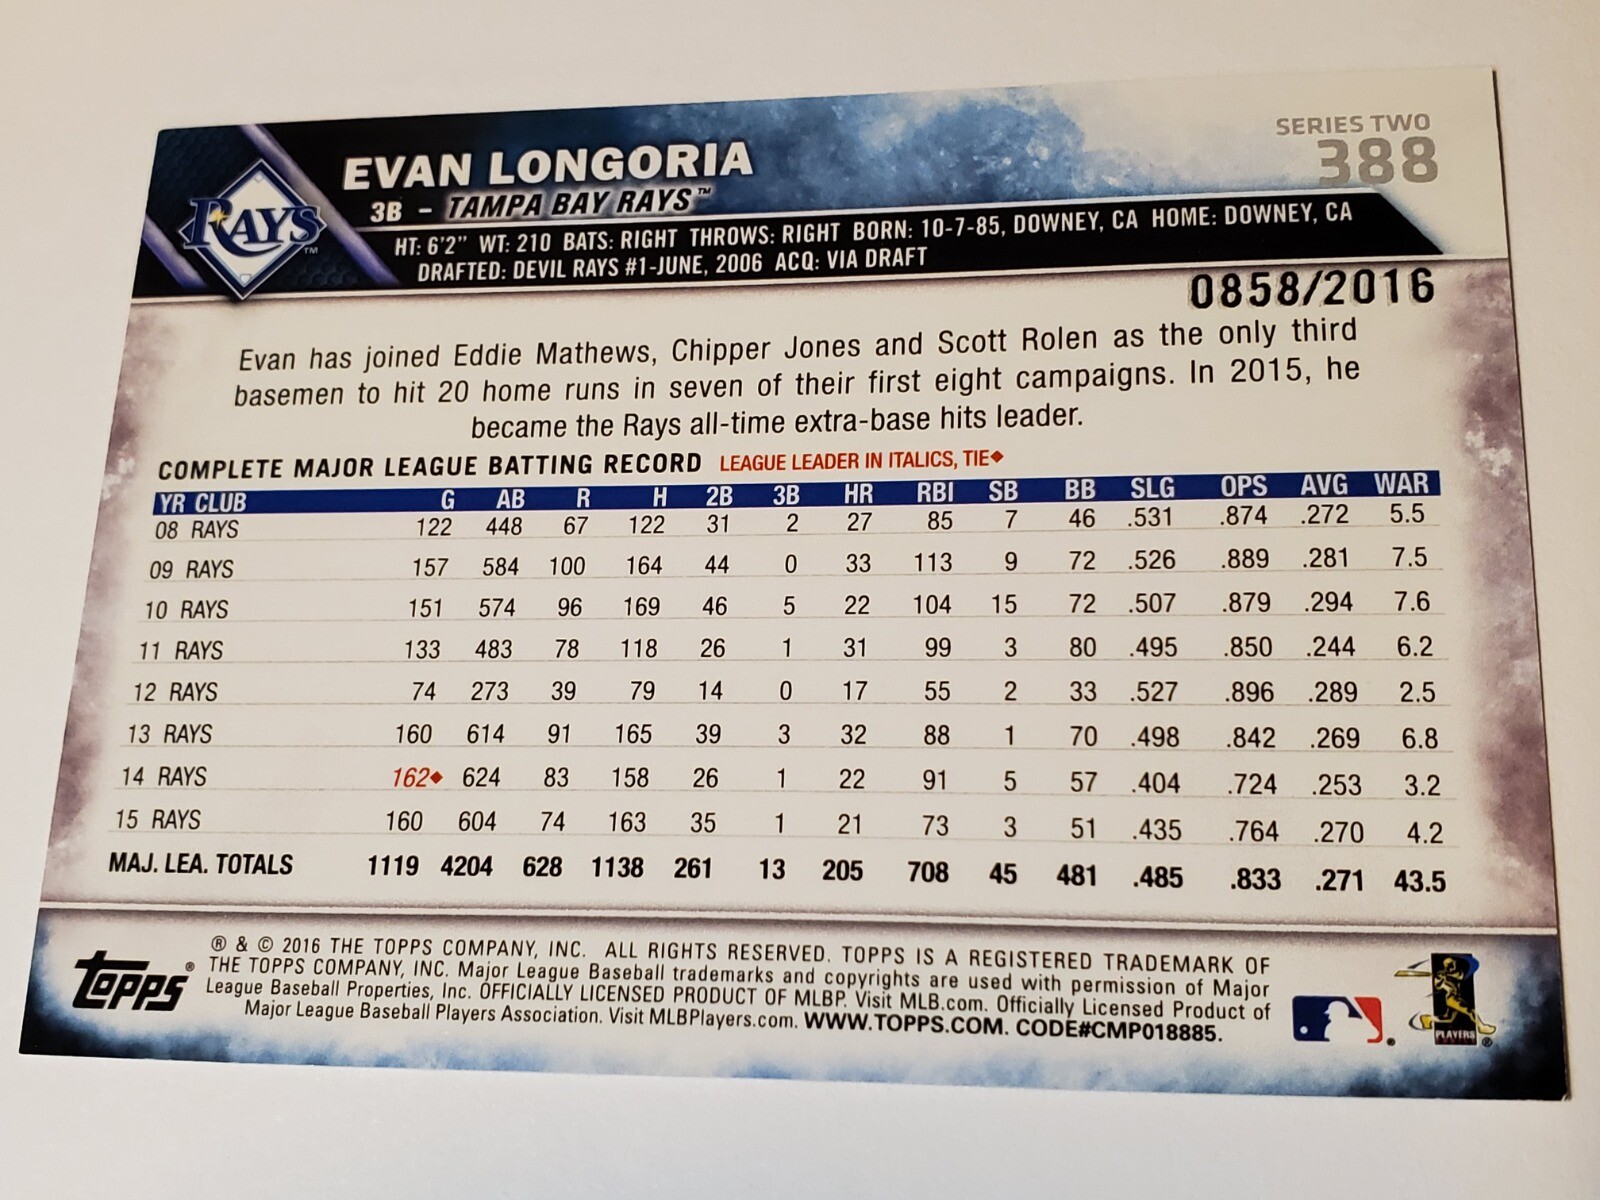 SERIES TWO
388
RAYS™
EVAN LONGORIA
3B – TAMPA BAY RAYS™
HT: 6'2" WT: 210 BATS: RIGHT THROWS: RIGHT BORN: 10-7-85, DOWNEY, CA HOME: DOWNEY, CA
DRAFTED: DEVIL RAYS #1-JUNE, 2006 ACQ: VIA DRAFT
0858/2016
Evan has joined Eddie Mathews, Chipper Jones and Scott Rolen as the only third
basemen to hit 20 home runs in seven of their first eight campaigns. In 2015, he
became the Rays all-time extra-base hits leader.
COMPLETE MAJOR LEAGUE BATTING RECORD LEAGUE LEADER IN ITALICS, TIE♦
YR CLUB G AB R H 2B 3B HR RBI SB BB SLG OPS AVG WAR
08 RAYS 122 448 67 122 31 2 27 85 7 46 .531 .874 .272 5.5
09 RAYS 157 584 100 164 44 0 33 113 9 72 .526 .889 .281 7.5
10 RAYS 151 574 96 169 46 5 22 104 15 72 .507 .879 .294 7.6
11 RAYS 133 483 78 118 26 1 31 99 3 80 .495 .850 .244 6.2
12 RAYS 74 273 39 79 14 0 17 55 2 33 .527 .896 .289 2.5
13 RAYS 160 614 91 165 39 3 32 88 1 70 .498 .842 .269 6.8
14 RAYS 162♦ 624 83 158 26 1 22 91 5 57 .404 .724 .253 3.2
15 RAYS 160 604 74 163 35 1 21 73 3 51 .435 .764 .270 4.2
MAJ. LEA. TOTALS 1119 4204 628 1138 261 13 205 708 45 481 .485 .833 .271 43.5
topps®
® & © 2016 THE TOPPS COMPANY, INC. ALL RIGHTS RESERVED. TOPPS IS A REGISTERED TRADEMARK OF
THE TOPPS COMPANY, INC. Major League Baseball trademarks and copyrights are used with permission of Major
League Baseball Properties, Inc. OFFICIALLY LICENSED PRODUCT OF MLBP. Visit MLB.com. Officially Licensed Product of
Major League Baseball Players Association. Visit MLBPlayers.com. WWW.TOPPS.COM. CODE#CMP018885.
PLAYERS